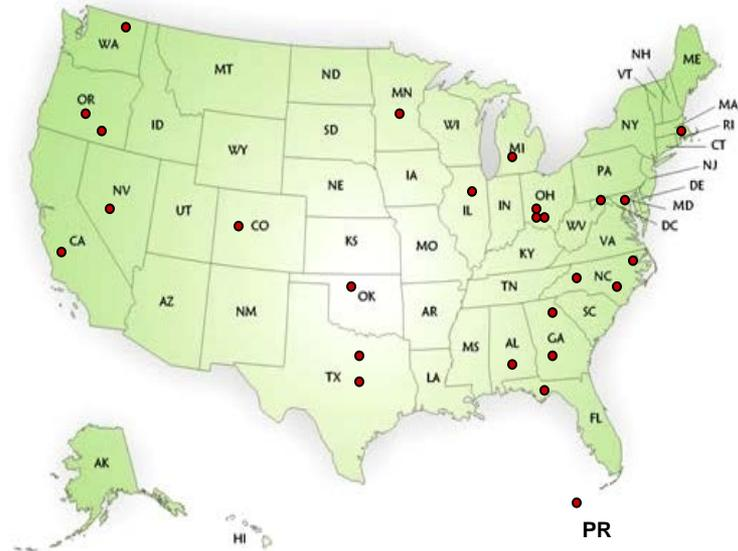 NH
ME
VT
WA
MT
ND
MN
MA
OR
ID
SD
WI
NY
RI
WY
MI
CT
IA
PA
NJ
NE
OH
DE
NV
UT
IL
IN
MD
CA
CO
KS
MO
WV
VA
DC
KY
AZ
NM
OK
AR
TN
NC
SC
MS
AL
GA
TX
LA
FL
AK
PR
HI